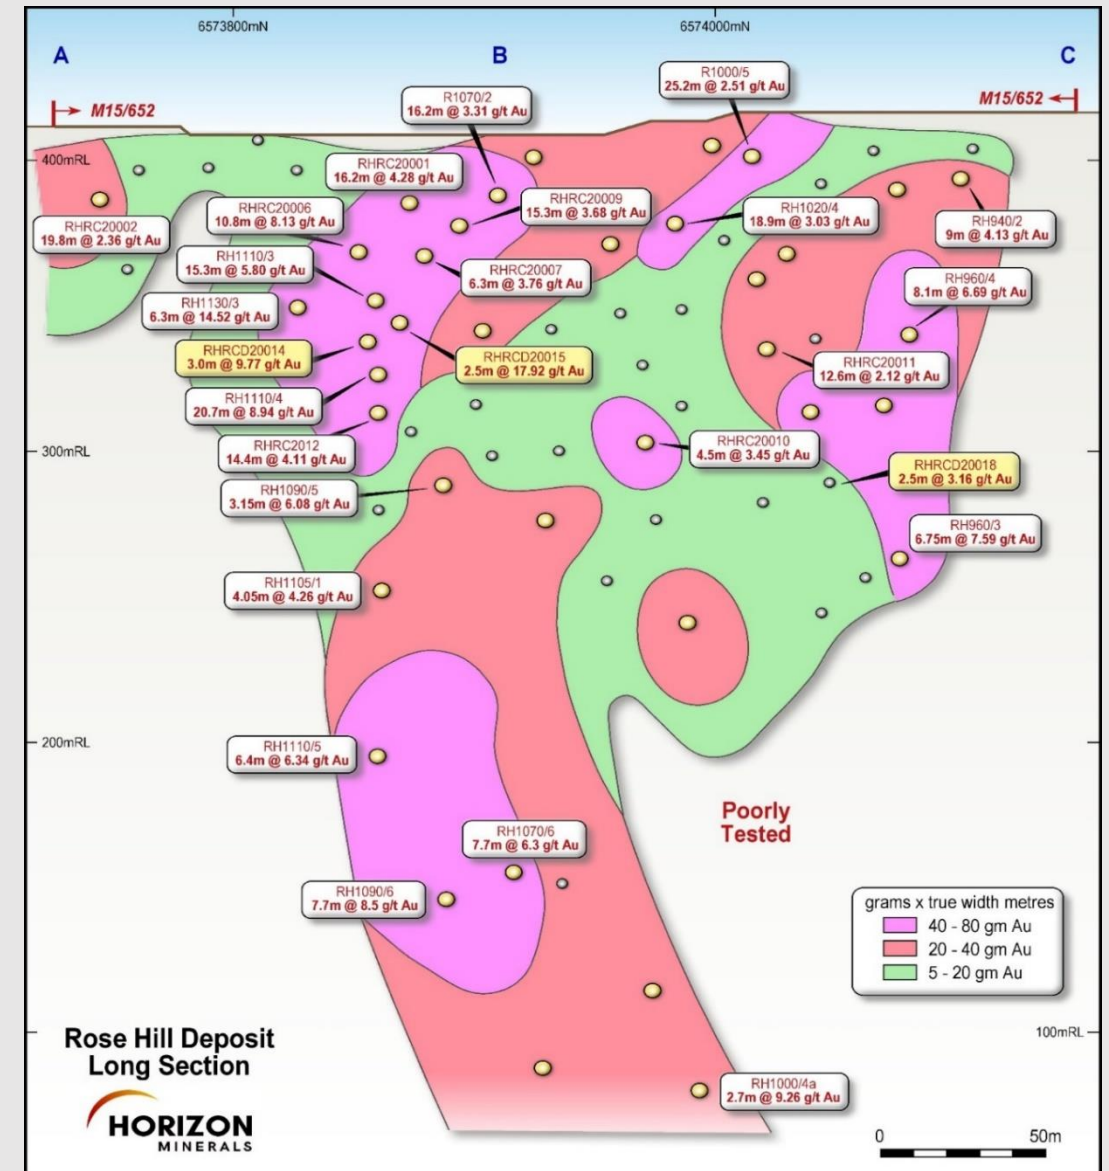 6573800mN
6574000mN
A
B
C
M15/652
M15/652
R1000/5
25.2m @ 2.51 g/t Au
R1070/2
16.2m @ 3.31 g/t Au
400mRL
RHRC20001
16.2m @ 4.28 g/t Au
RHRC20006
10.8m @ 8.13 g/t Au
RHRC20009
15.3m @ 3.68 g/t Au
RH1020/4
18.9m @ 3.03 g/t Au
RH940/2
9m @ 4.13 g/t Au
RHRC20002
19.8m @ 2.36 g/t Au
RH1110/3
15.3m @ 5.80 g/t Au
RHRC20007
6.3m @ 3.76 g/t Au
RH960/4
8.1m @ 6.69 g/t Au
RH1130/3
6.3m @ 14.52 g/t Au
RHRCD20014
3.0m @ 9.77 g/t Au
RHRCD20015
2.5m @ 17.92 g/t Au
RHRC20011
12.6m @ 2.12 g/t Au
RH1110/4
20.7m @ 8.94 g/t Au
RHRC2012
14.4m @ 4.11 g/t Au
RHRC20010
4.5m @ 3.45 g/t Au
300mRL
RHRCD20018
2.5m @ 3.16 g/t Au
RH1090/5
3.15m @ 6.08 g/t Au
RH960/3
6.75m @ 7.59 g/t Au
RH1105/1
4.05m @ 4.26 g/t Au
200mRL
RH1110/5
6.4m @ 6.34 g/t Au
RH1070/6
7.7m @ 6.3 g/t Au
Poorly
Tested
RH1090/6
7.7m @ 8.5 g/t Au
grams x true width metres
40 - 80 gm Au
20 - 40 gm Au
5 - 20 gm Au
100mRL
Rose Hill Deposit
Long Section
HORIZON
MINERALS
RH1000/4a
2.7m @ 9.26 g/t Au
0
50m